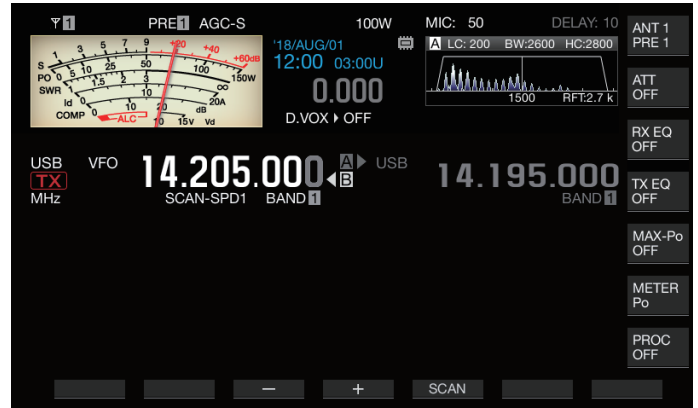 1 PRE1 AGC-S 100W MIC: 50 DELAY: 10
ANT 1
PRE 1
S 1 3 5 7 9 +20 +40 +60dB
PO 0 5 10 25 50 100 150W
SWR 1 1.5 2 3 ∞
Id 0 10 20A
COMP 0 10 20 dB
ALC 10 15V Vd
'18/AUG/01
12:00 03:00U
0.000
D.VOX ▸ OFF
A LC: 200 BW:2600 HC:2800
1500 RFT:2.7 k
ATT
OFF
RX EQ
OFF
USB VFO 14.205.000 A▶ USB 14.195.000
TX ◀B
MHz SCAN-SPD1 BAND 1 BAND 1
TX EQ
OFF
MAX-Po
OFF
METER
Po
PROC
OFF
− + SCAN